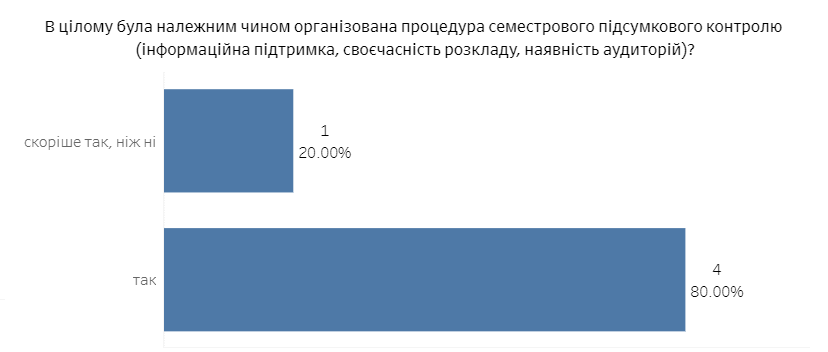 В цілому була належним чином організована процедура семестрового підсумкового контролю
(інформаційна підтримка, своєчасність розкладу, наявність аудиторій)?
скоріше так, ніж ні
1
20.00%
так
4
80.00%